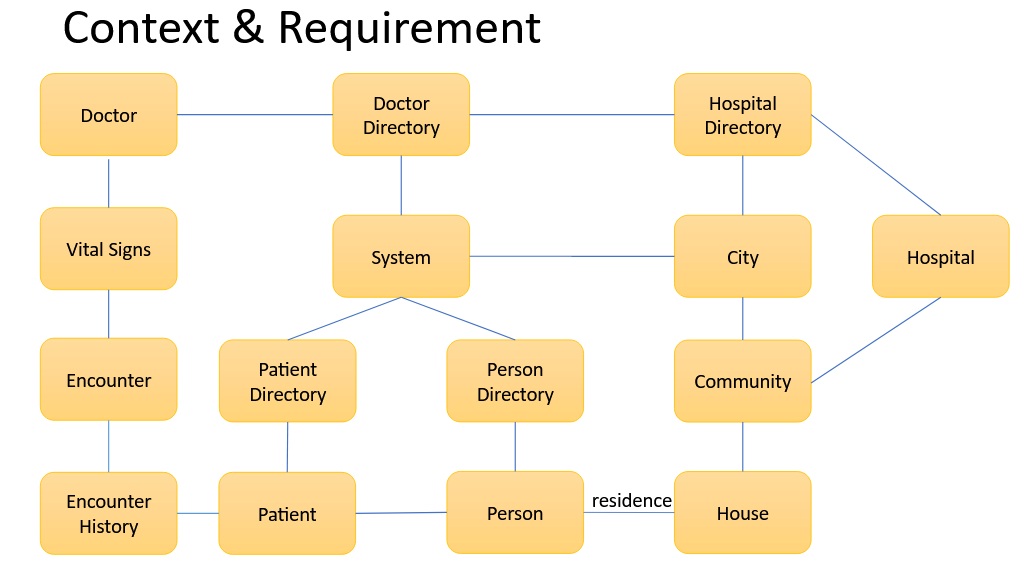 Context & Requirement
Doctor
Doctor
Directory
Hospital
Directory
Vital Signs
System
City
Hospital
Encounter
Patient
Directory
Person
Directory
Community
Encounter
History
Patient
Person
residence
House